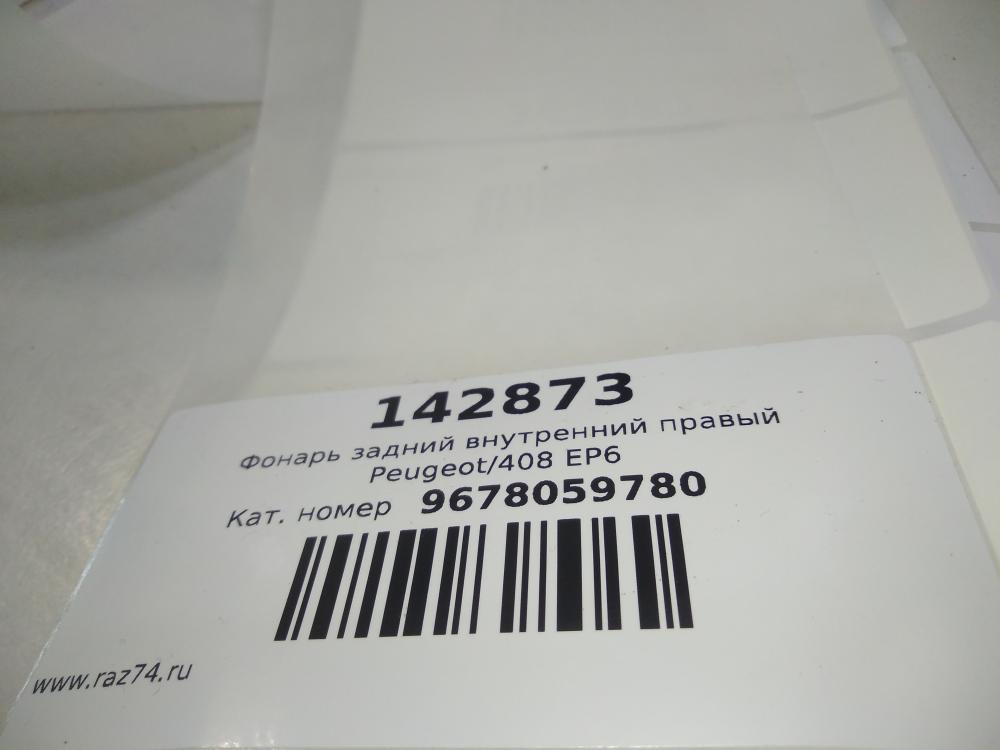 142873
Фонарь задний внутренний правый
Peugeot/408 EP6
Кат. номер 9678059780
www.raz74.ru